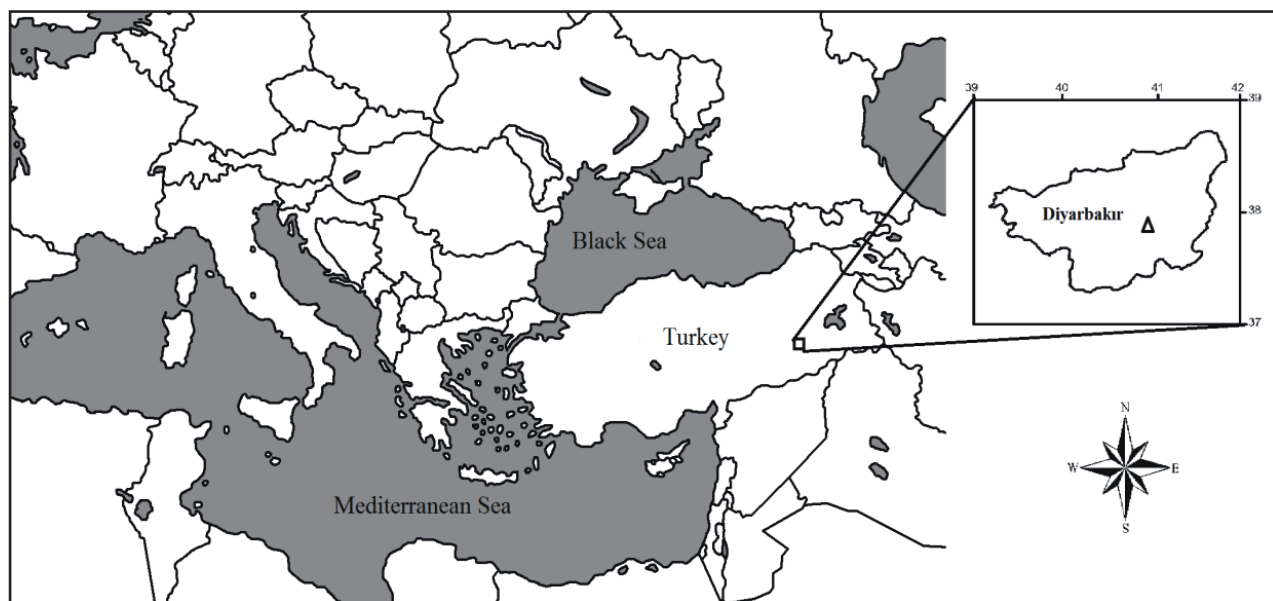 39
40
41
42
39
Diyarbakır
38
Black Sea
Turkey
37
N
W
E
S
Mediterranean Sea